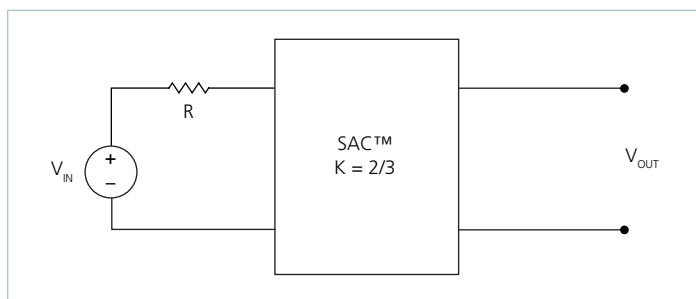 R
SAC™
K = 2/3
V_IN
+
−
V_OUT